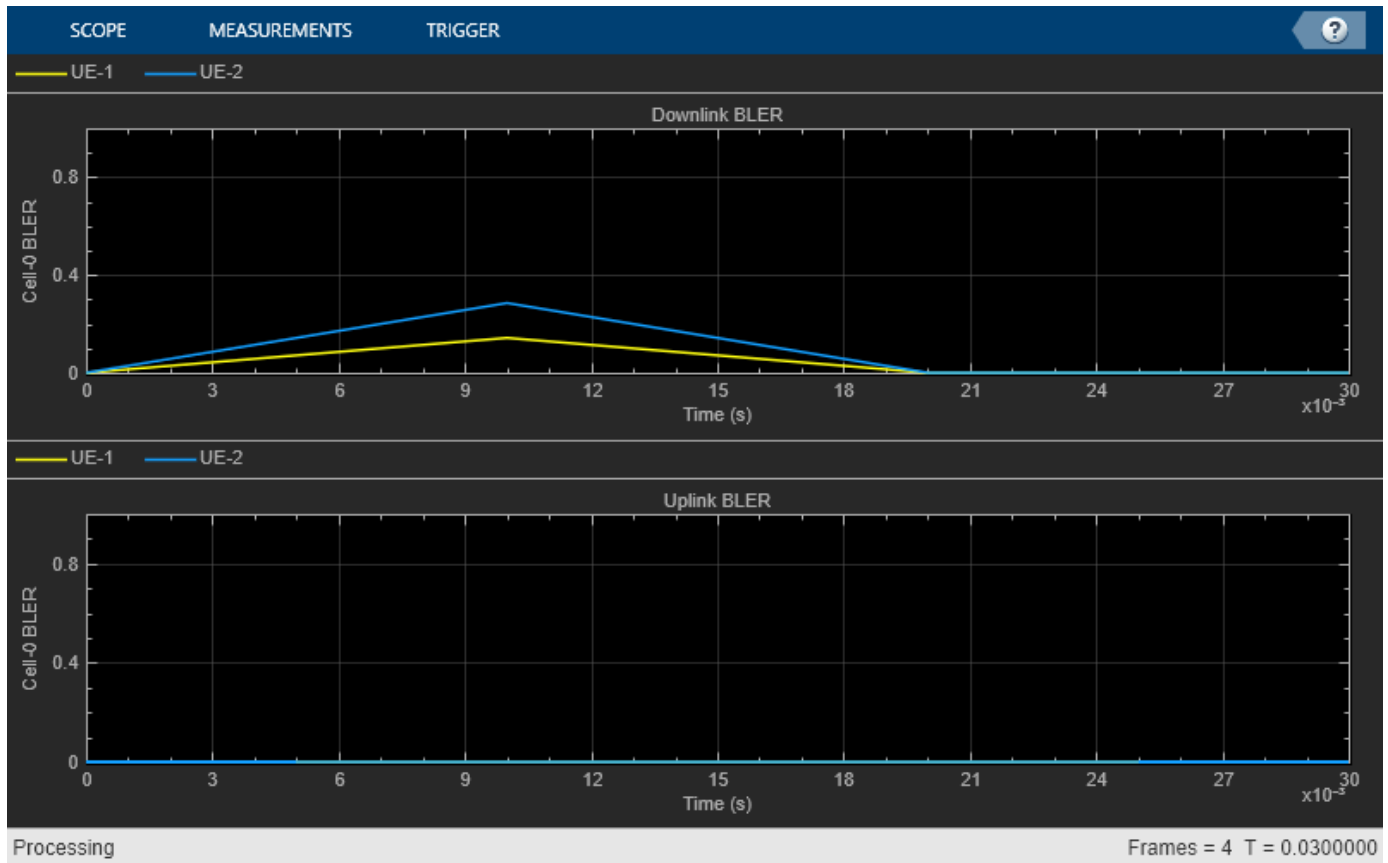 SCOPE MEASUREMENTS TRIGGER ?
UE-1 UE-2
Downlink BLER
Cell-0 BLER
0.8
0.4
0
0 3 6 9 12 15 18 21 24 27 30
Time (s)
x10⁻³
UE-1 UE-2
Uplink BLER
Cell-0 BLER
0.8
0.4
0
0 3 6 9 12 15 18 21 24 27 30
Time (s)
x10⁻³
Processing Frames = 4 T = 0.0300000